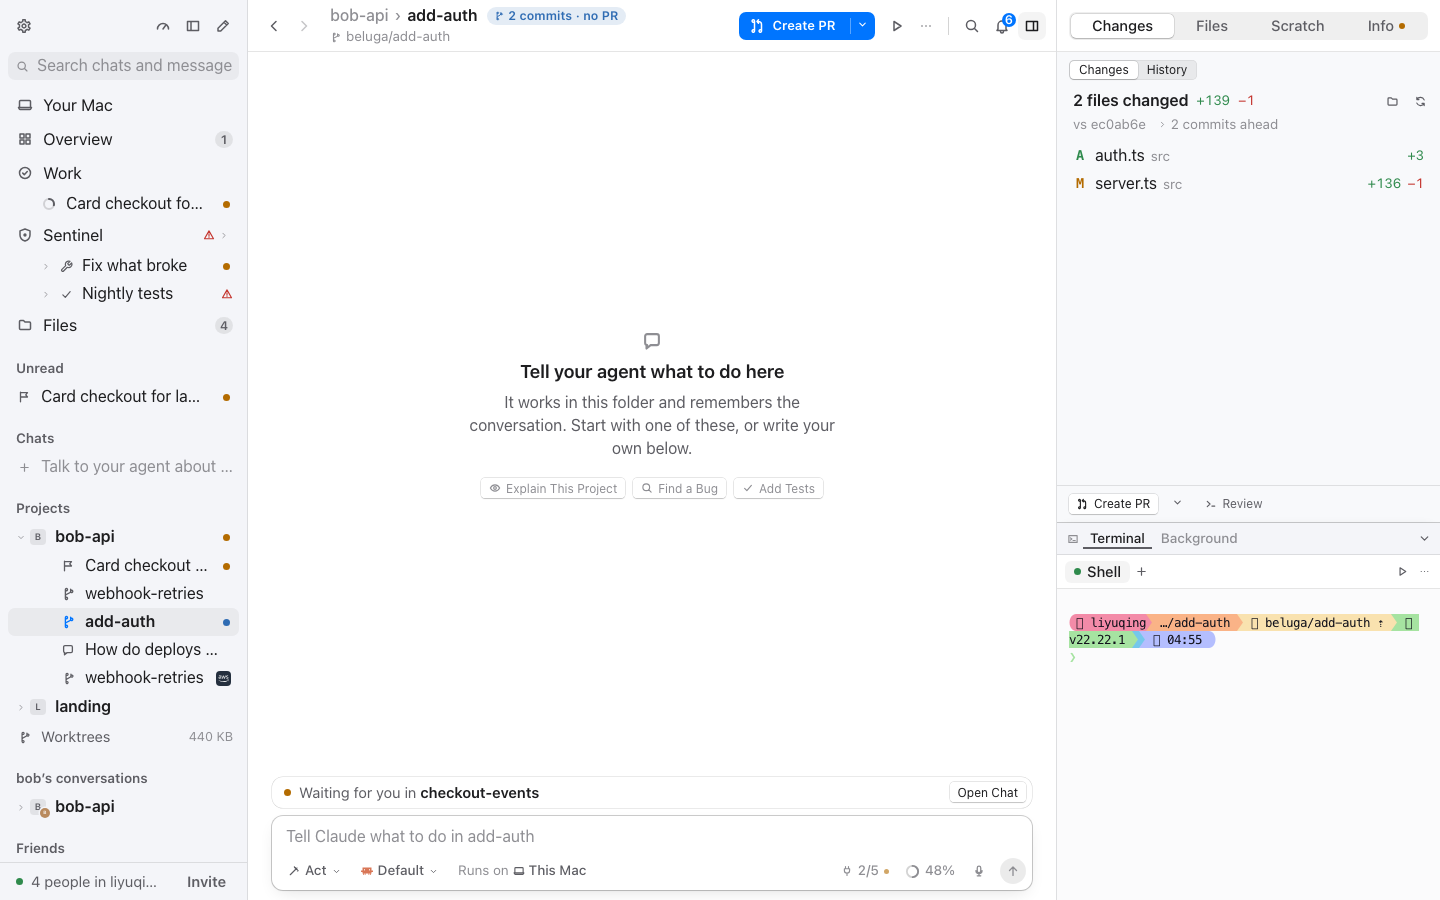 Search chats and message
Your Mac
Overview 1
Work
Card checkout fo...
Sentinel
Fix what broke
Nightly tests
Files 4
Unread
Card checkout for la...
Chats
Talk to your agent about ...
Projects
B bob-api
Card checkout ...
webhook-retries
add-auth
How do deploys ...
webhook-retries aws
L landing
Worktrees 440 KB
bob's conversations
B bob-api
Friends
4 people in liyuqi... Invite
bob-api › add-auth 2 commits · no PR
beluga/add-auth
Create PR
6
Tell your agent what to do here
It works in this folder and remembers the
conversation. Start with one of these, or write your
own below.
Explain This Project Find a Bug Add Tests
Waiting for you in checkout-events Open Chat
Tell Claude what to do in add-auth
Act Default Runs on This Mac 2/5 48%
Changes Files Scratch Info
Changes History
2 files changed +139 −1
vs ec0ab6e › 2 commits ahead
A auth.ts src +3
M server.ts src +136 −1
Create PR Review
Terminal Background
Shell +
liyuqing …/add-auth beluga/add-auth ⇡
v22.22.1 04:55
❯